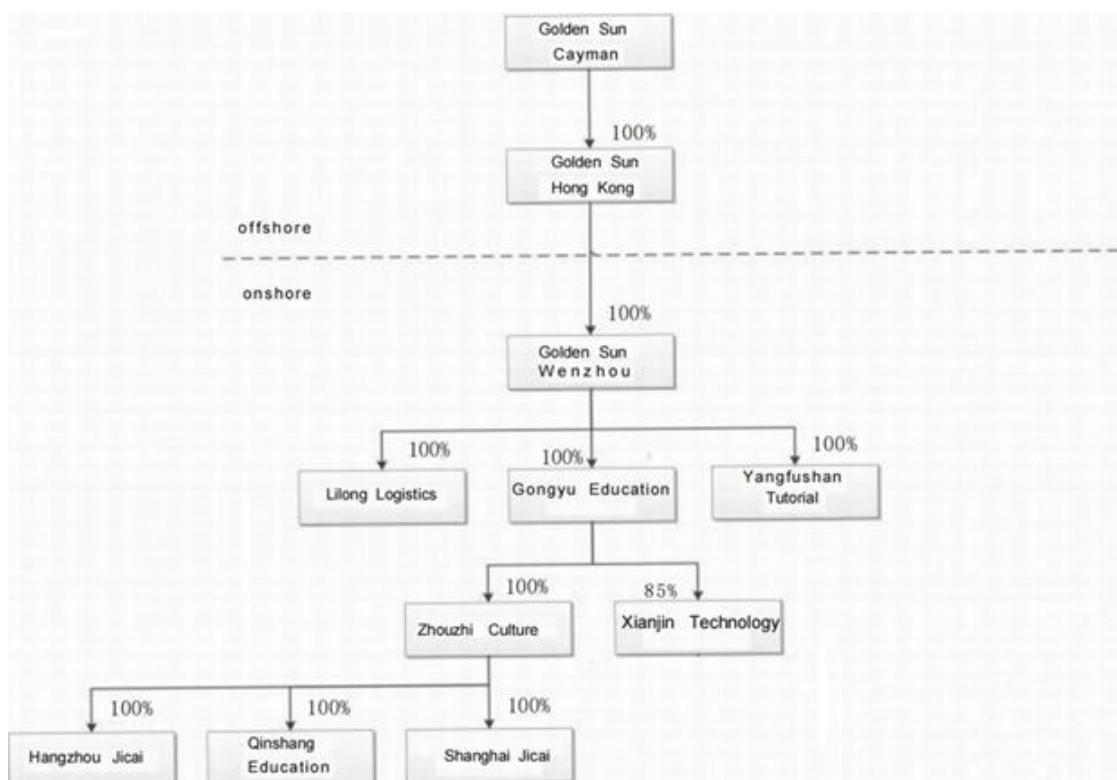 Golden Sun
Cayman
100%
Golden Sun
Hong Kong
offshore
onshore
100%
Golden Sun
Wenzhou
100%
100%
100%
Lilong Logistics
Gongyu Education
Yangfushan
Tutorial
100%
85%
Zhouzhi Culture
Xianjin Technology
100%
100%
100%
Hangzhou Jicai
Qinshang
Education
Shanghai Jicai